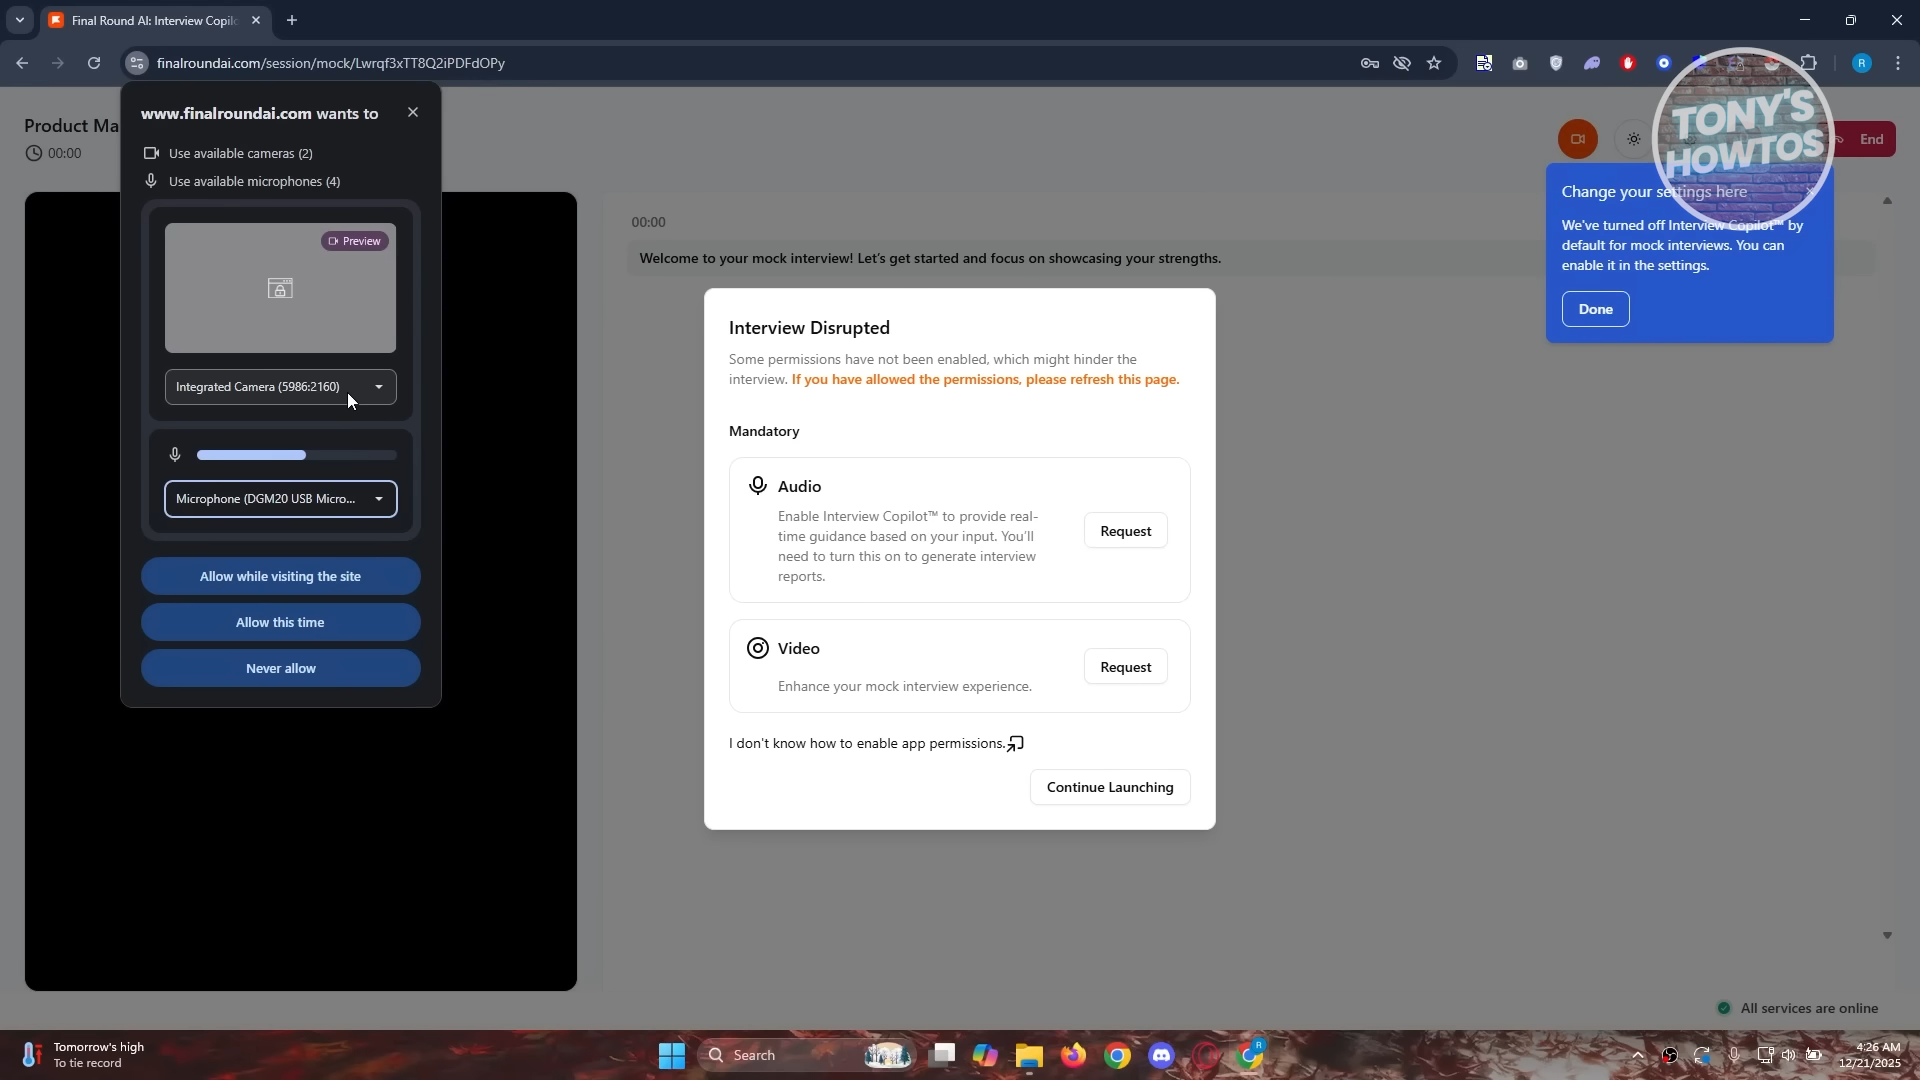 Final Round AI: Interview Copilo
finalroundai.com/session/mock/Lwrqf3xTT8Q2iPDFdOPy
R
www.finalroundai.com wants to
Use available cameras (2)
Use available microphones (4)
Preview
Integrated Camera (5986:2160)
Microphone (DGM20 USB Micro...
Allow while visiting the site
Allow this time
Never allow
Product Ma
00:00
End
TONY'S
HOWTOS
Change your settings here
We've turned off Interview Copilot™ by
default for mock interviews. You can
enable it in the settings.
Done
00:00
Welcome to your mock interview! Let's get started and focus on showcasing your strengths.
Interview Disrupted
Some permissions have not been enabled, which might hinder the
interview. If you have allowed the permissions, please refresh this page.
Mandatory
Audio
Enable Interview Copilot™ to provide real-
time guidance based on your input. You'll
need to turn this on to generate interview
reports.
Request
Video
Enhance your mock interview experience.
Request
I don't know how to enable app permissions.
Continue Launching
All services are online
Tomorrow's high
To tie record
Search
R
4:26 AM
12/21/2025